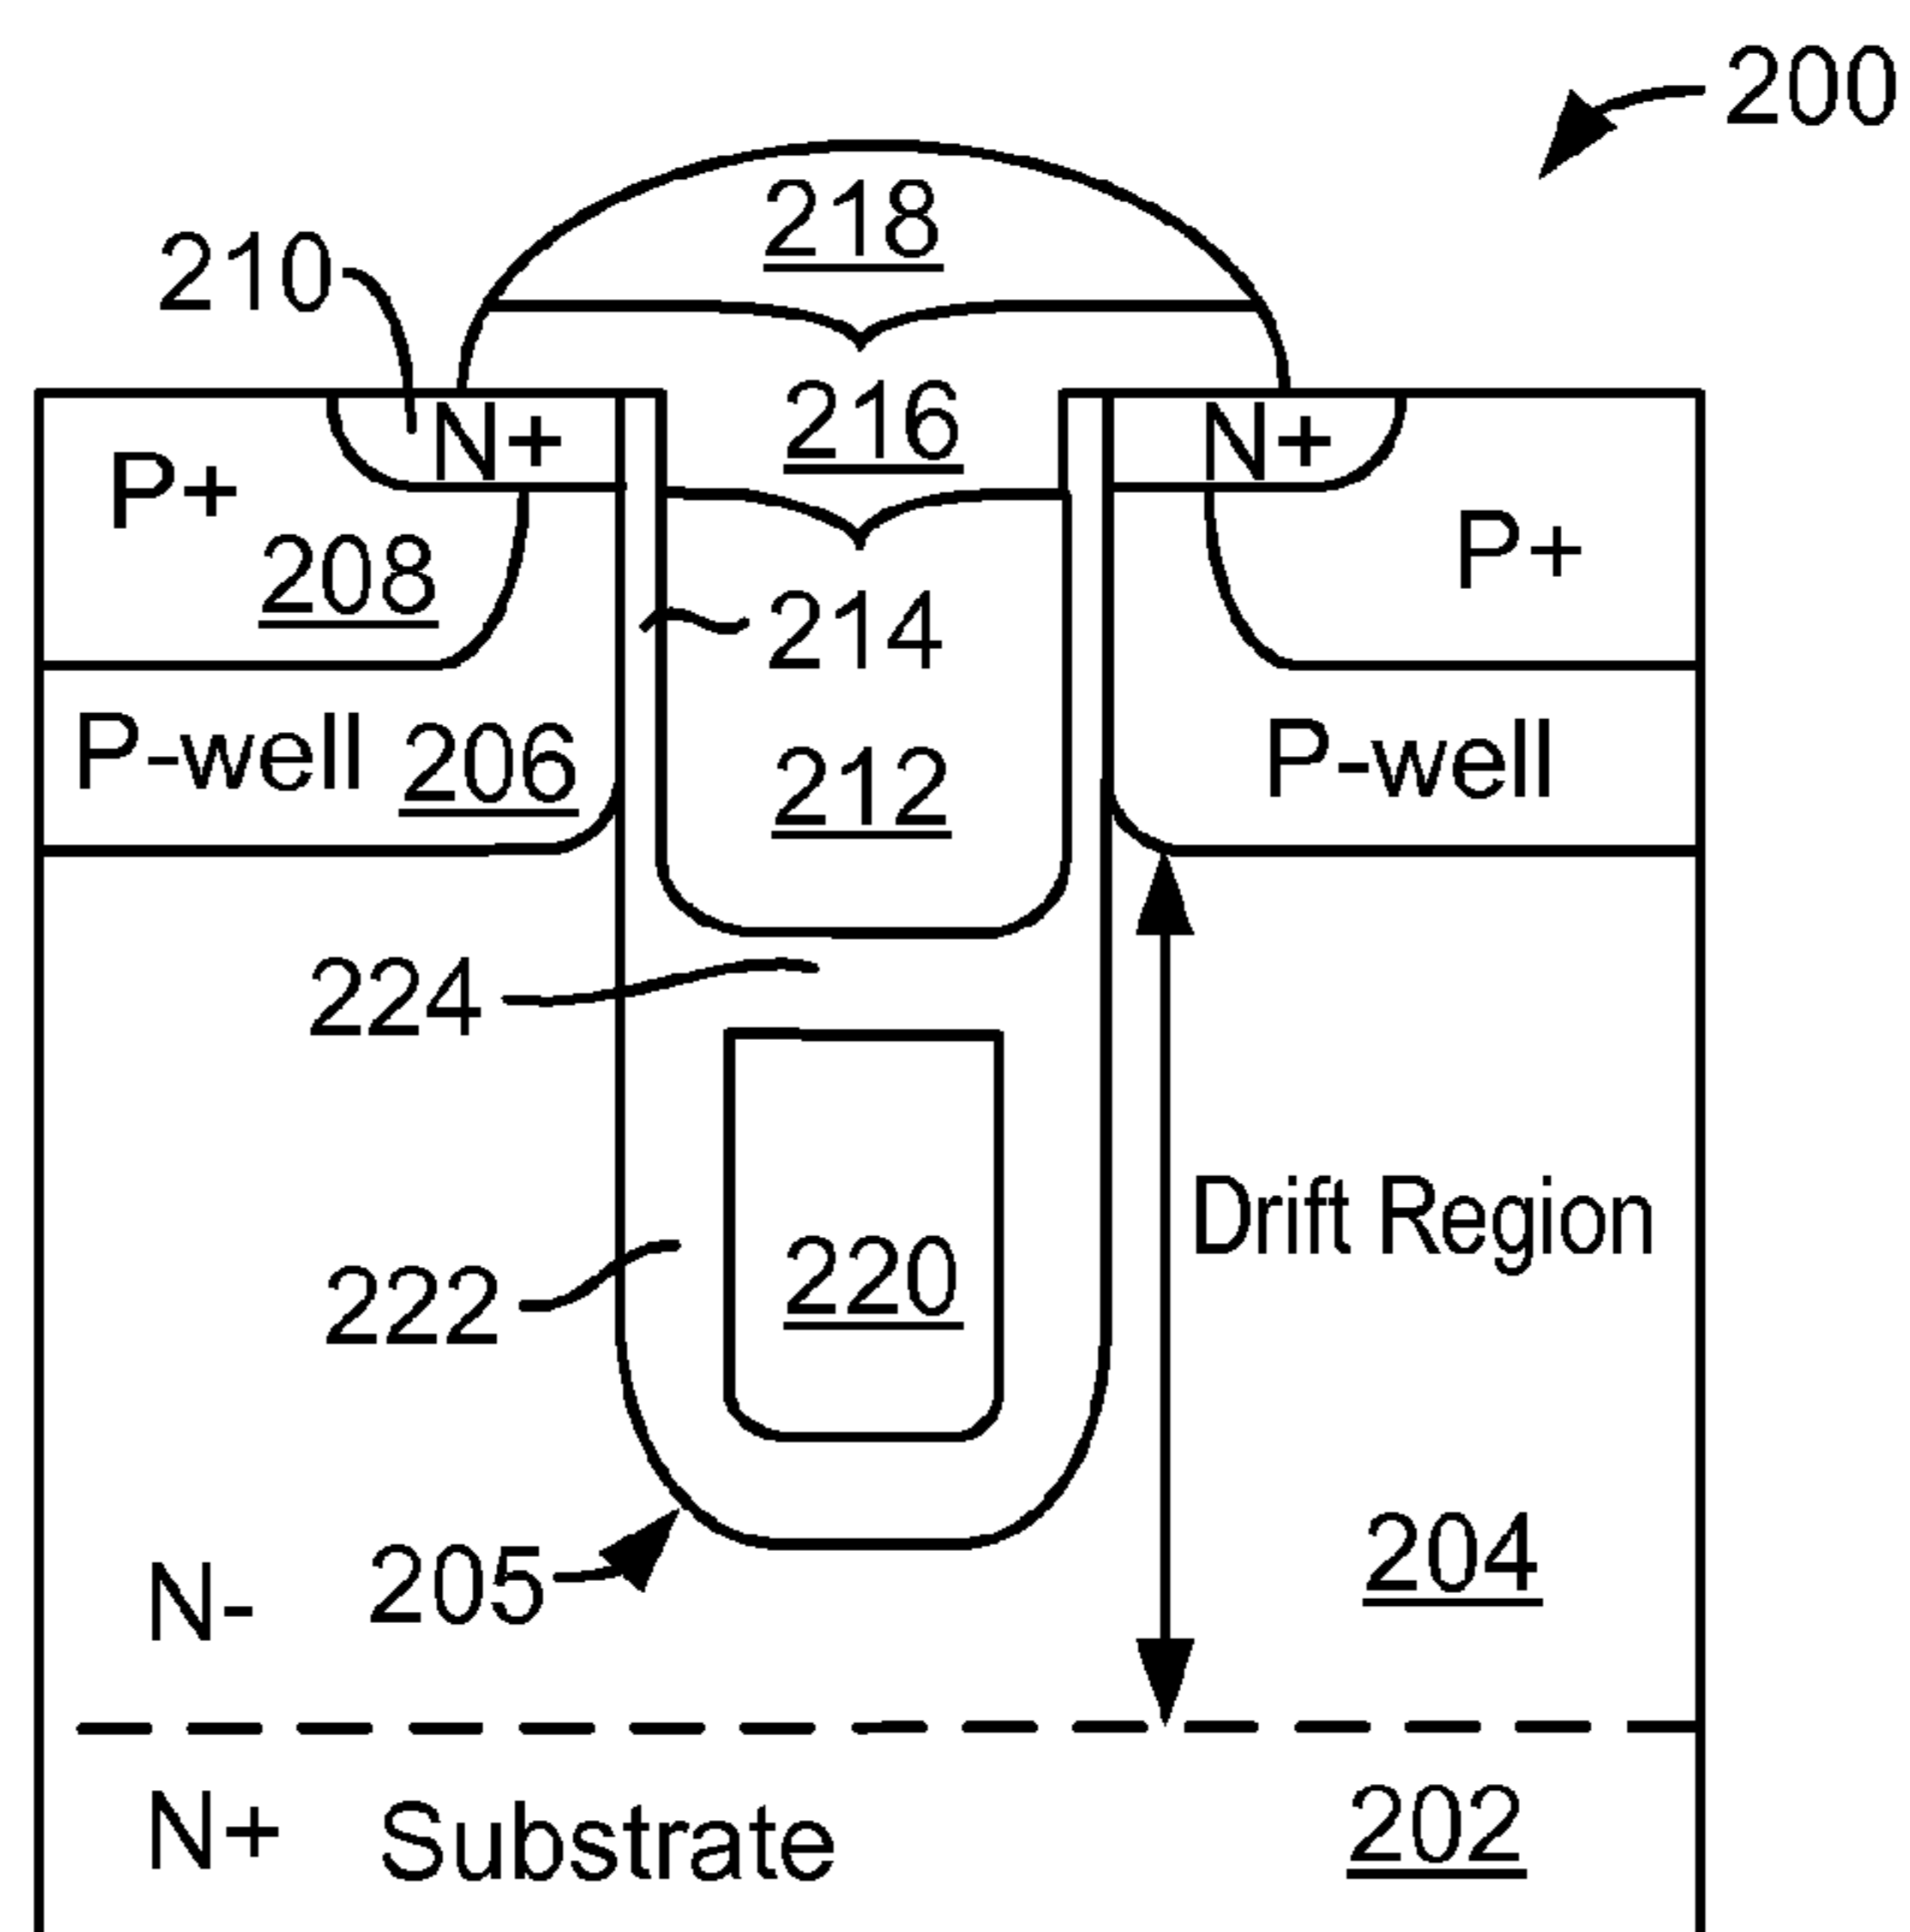 200
218
210
N+
216
N+
P+
208
214
P+
P-well 206
212
P-well
224
Drift Region
222
220
205
204
N-
N+ Substrate
202